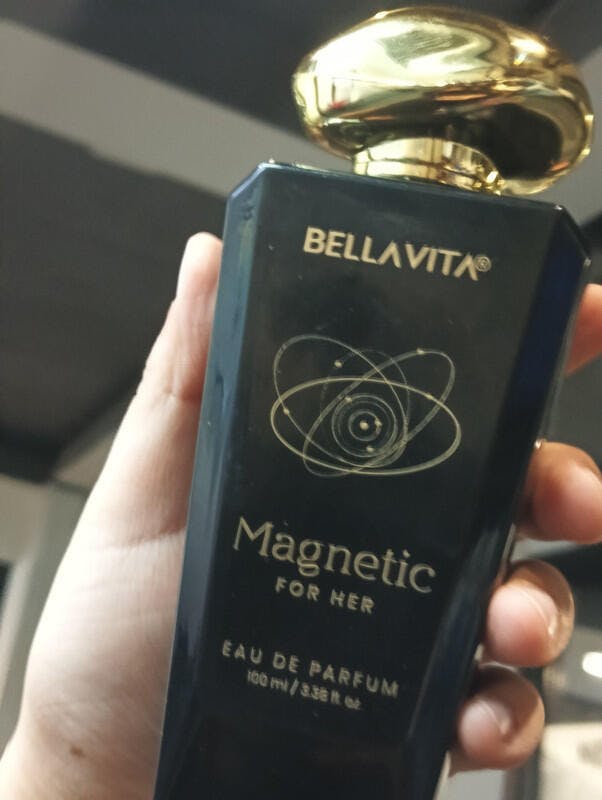 BELLAVITA®
Magnetic
FOR HER
EAU DE PARFUM
100 ml / 3.38 fl oz